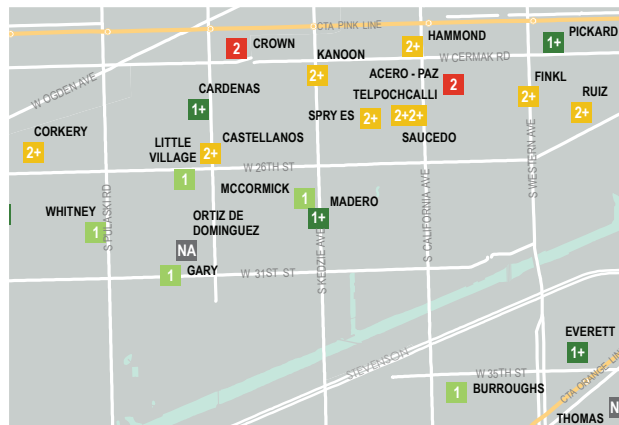 CTA PINK LINE
HAMMOND
PICKARD
2
CROWN
2+
1+
KANOON
W CERMAK RD
W OGDEN AVE
2+
ACERO - PAZ
2
FINKL
CARDENAS
TELPOCHCALLI
2+
RUIZ
1+
SPRY ES
2+
2+2+
2+
CORKERY
2+
LITTLE
VILLAGE
2+
CASTELLANOS
SAUCEDO
W 26TH ST
1
MCCORMICK
1
MADERO
1+
WHITNEY
1
ORTIZ DE
DOMINGUEZ
NA
S PULASKI RD
S KEDZIE AVE
S CALIFORNIA AVE
S WESTERN AVE
1
GARY
W 31ST ST
STEVENSON
EVERETT
1+
W 35TH ST
1
BURROUGHS
CTA ORANGE LIN
THOMAS
N